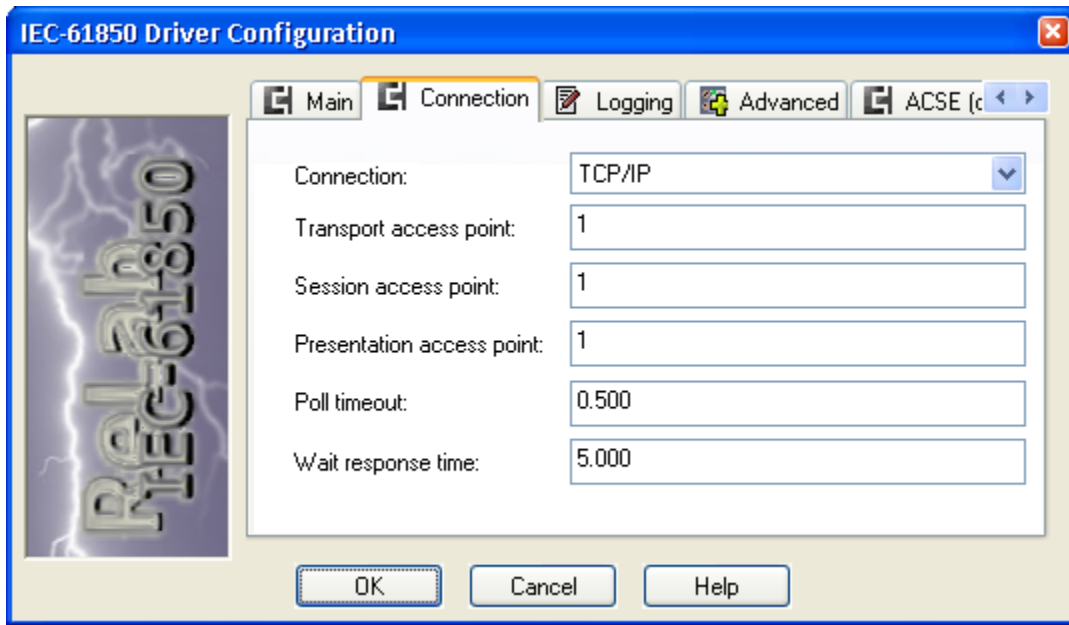 IEC-61850 Driver Configuration
Main Connection Logging Advanced ACSE (c
Relab
IEC-61850
Connection: TCP/IP
Transport access point: 1
Session access point: 1
Presentation access point: 1
Poll timeout: 0.500
Wait response time: 5.000
OK Cancel Help